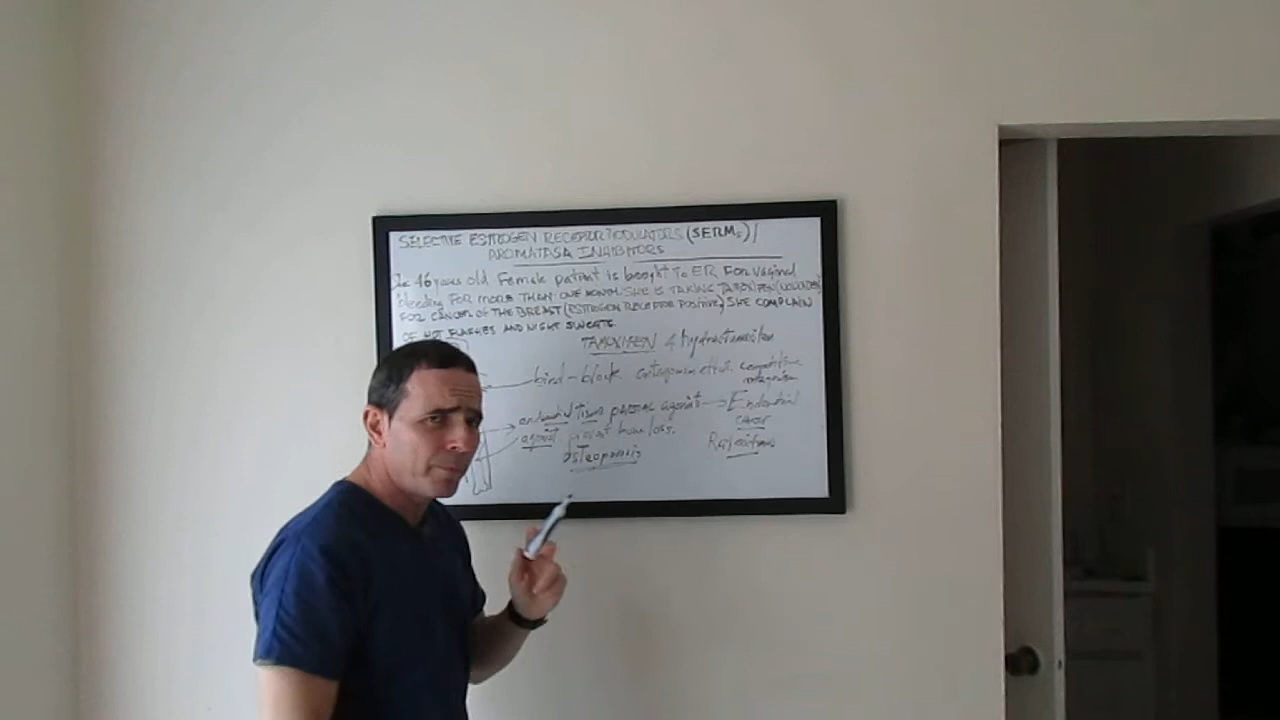 SELECTIVE ESTROGEN RECEPTOR MODULATORS (SERMs) /
AROMATASA INHIBITORS
46 years old Female patient is brought to ER FOR vaginal
bleeding FOR MORE THAN ONE MONTH. SHE IS TAKING TAMOXIFEN
FOR CANCER OF THE BREAST (ESTROGEN RECEPTOR POSITIVE) SHE COMPLAIN
OF HOT FLASHES AND NIGHT SWEATS.
TAMOXIFEN 4 hydroxitamoxifen
bind - block antagonism effect. competitive
antagonism
partial agonist → Endometrial
cancer
agonist prevent bone loss.
osteoporosis